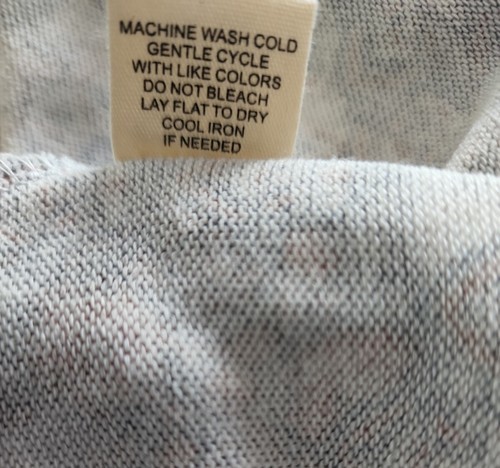 MACHINE WASH COLD
GENTLE CYCLE
WITH LIKE COLORS
DO NOT BLEACH
LAY FLAT TO DRY
COOL IRON
IF NEEDED